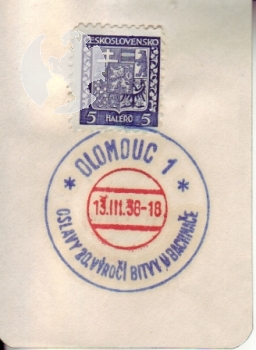 ČESKOSLOVENSKO
5 HALÉŘŮ 5
* OLOMOUC 1 *
13.III.38-18
OSLAVY 20. VÝROČÍ BITVY U BACHMAČE